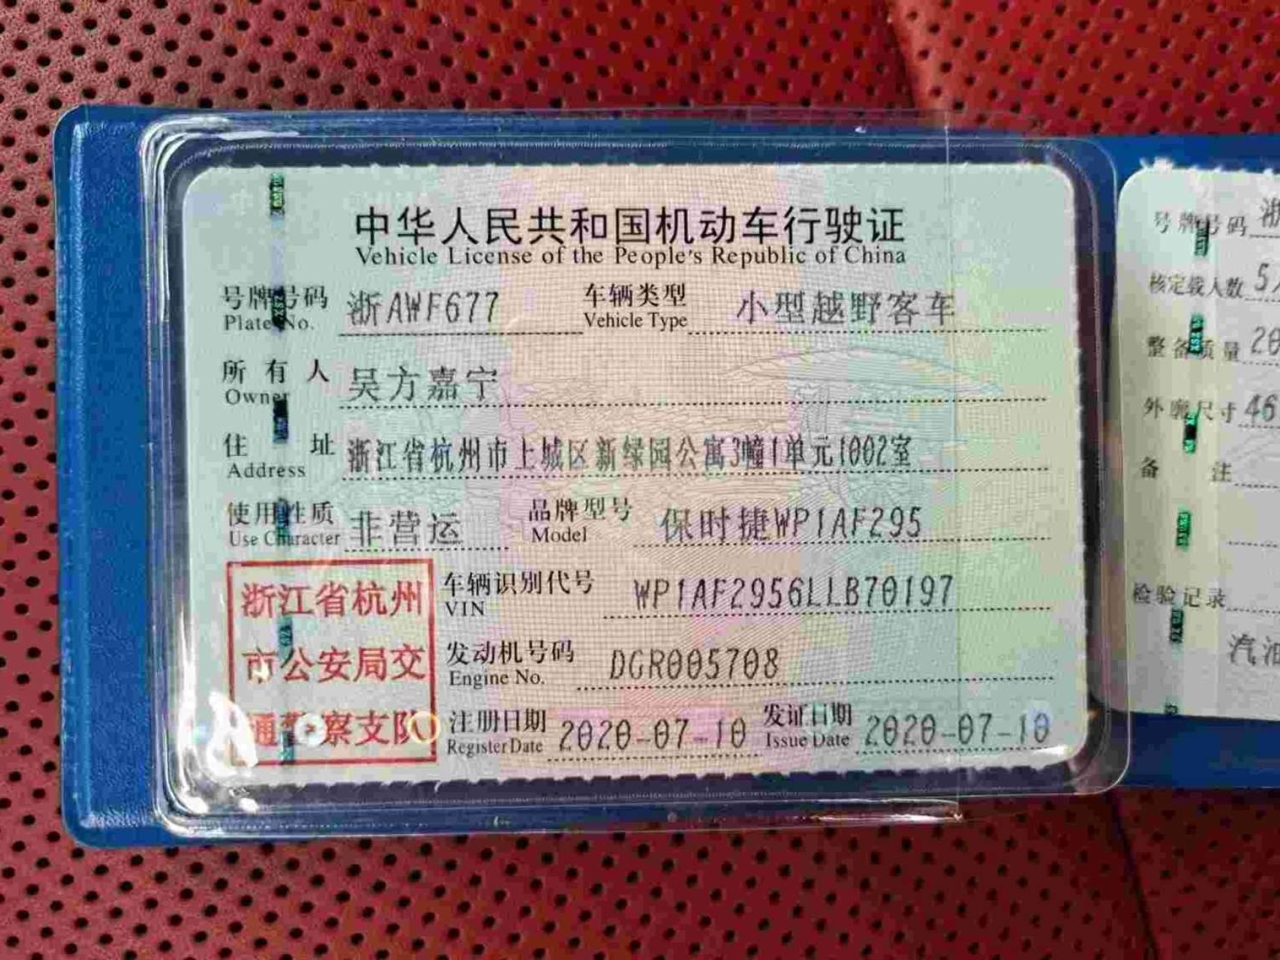 中华人民共和国机动车行驶证
Vehicle License of the People's Republic of China
号牌号码 浙AWF677 车辆类型 小型越野客车
Plate No. Vehicle Type
所有人 吴方嘉宁
Owner
住址 浙江省杭州市上城区新绿园公寓3幢1单元1002室
Address
使用性质 非营运 品牌型号 保时捷WP1AF295
Use Character Model
浙江省杭州
市公安局交
通警察支队
车辆识别代号 WP1AF2956LLB70197
VIN
发动机号码 DGR005708
Engine No.
注册日期 2020-07-10 发证日期 2020-07-10
Register Date Issue Date
号牌号码 浙
核定载人数 5
整备质量 20
外廓尺寸 46
备注
检验记录
汽油